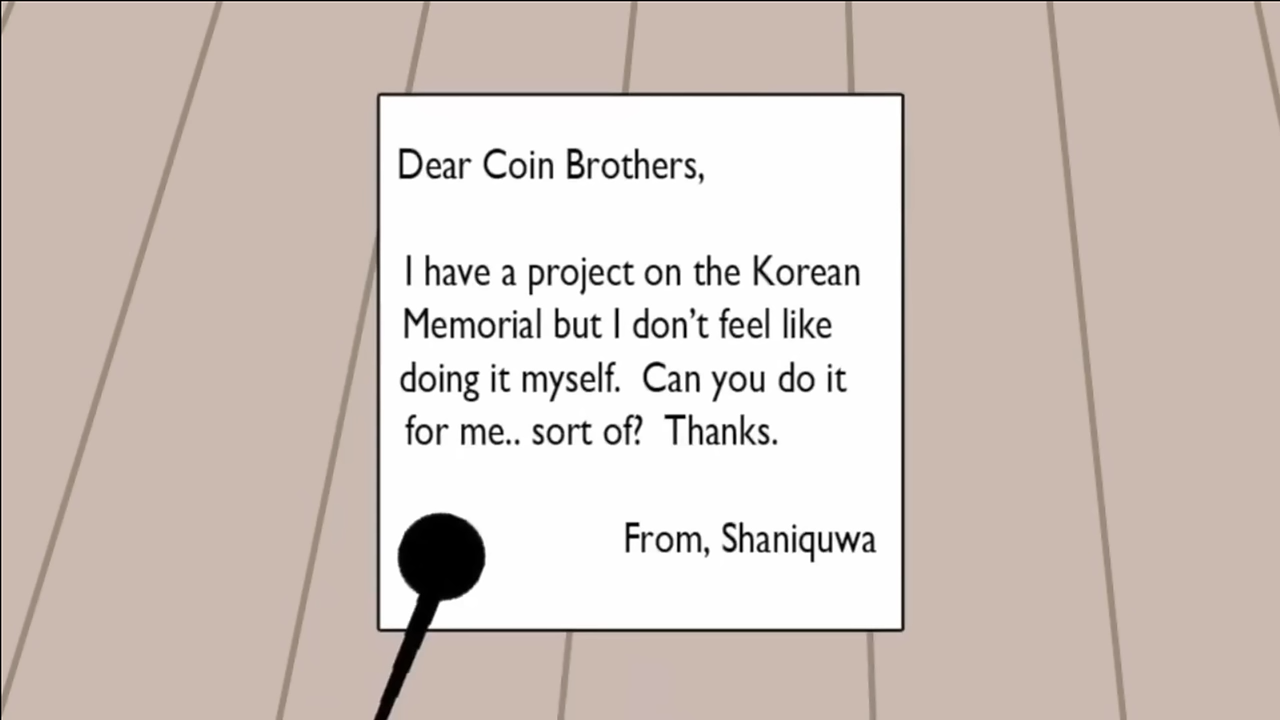 Dear Coin Brothers,
I have a project on the Korean
Memorial but I don't feel like
doing it myself.  Can you do it
for me.. sort of?  Thanks.
From, Shaniquwa